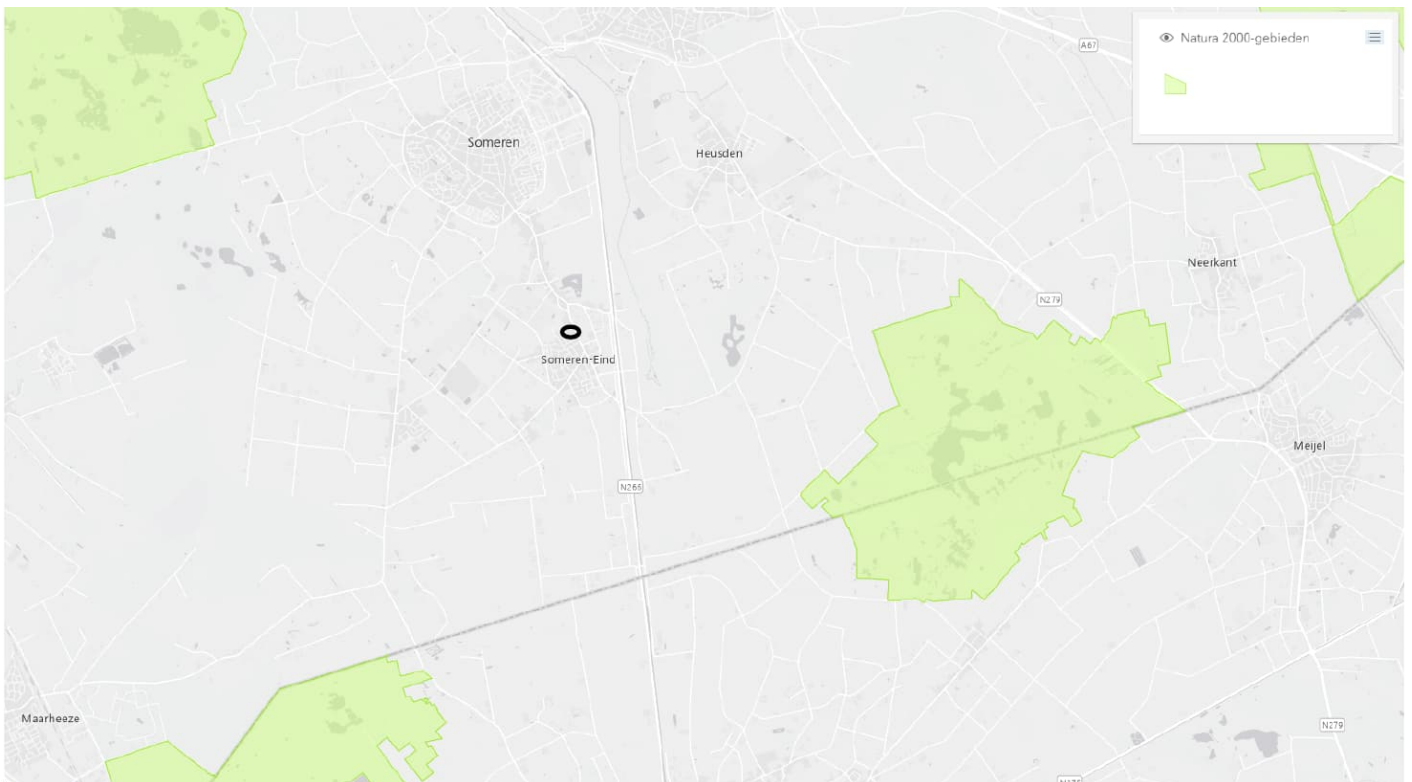 A67
Natura 2000-gebieden
Someren
Heusden
Neerkant
N279
Someren-Eind
Meijel
N266
Maarheeze
N279